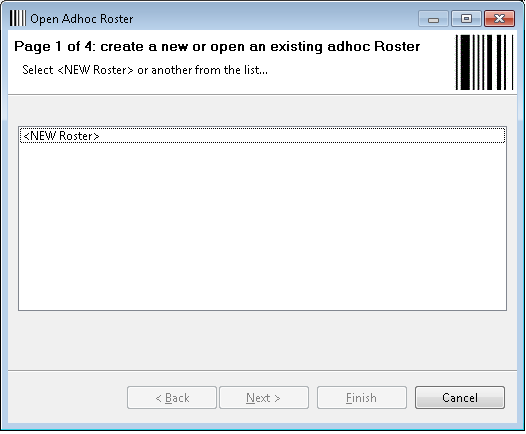 Open Adhoc Roster
Page 1 of 4: create a new or open an existing adhoc Roster
Select <NEW Roster> or another from the list...
<NEW Roster>
< Back Next > Finish Cancel